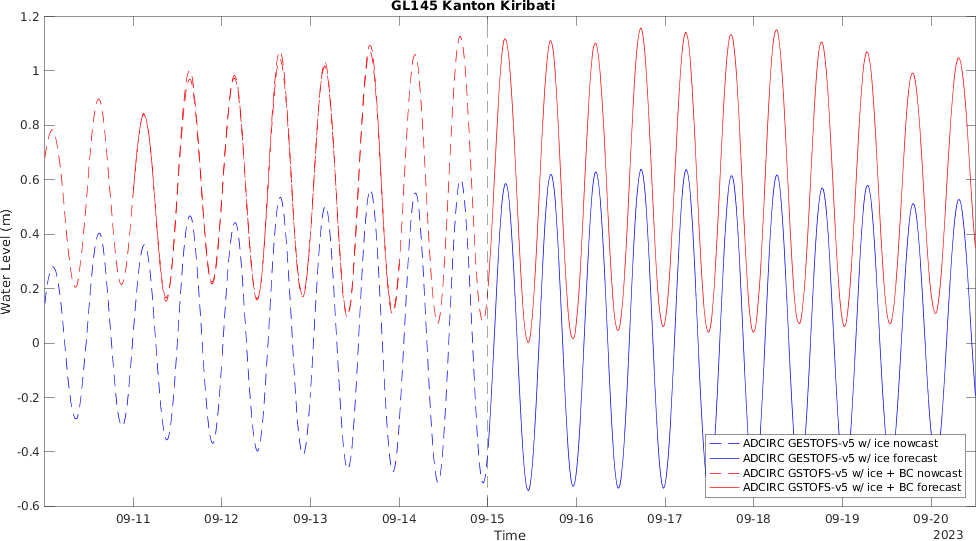 GL145 Kanton Kiribati
1.2
1
0.8
0.6
0.4
0.2
0
-0.2
-0.4
-0.6
Water Level (m)
ADCIRC GESTOFS-v5 w/ ice nowcast
ADCIRC GESTOFS-v5 w/ ice forecast
ADCIRC GSTOFS-v5 w/ ice + BC nowcast
ADCIRC GSTOFS-v5 w/ ice + BC forecast
09-11 09-12 09-13 09-14 09-15 09-16 09-17 09-18 09-19 09-20
Time
2023